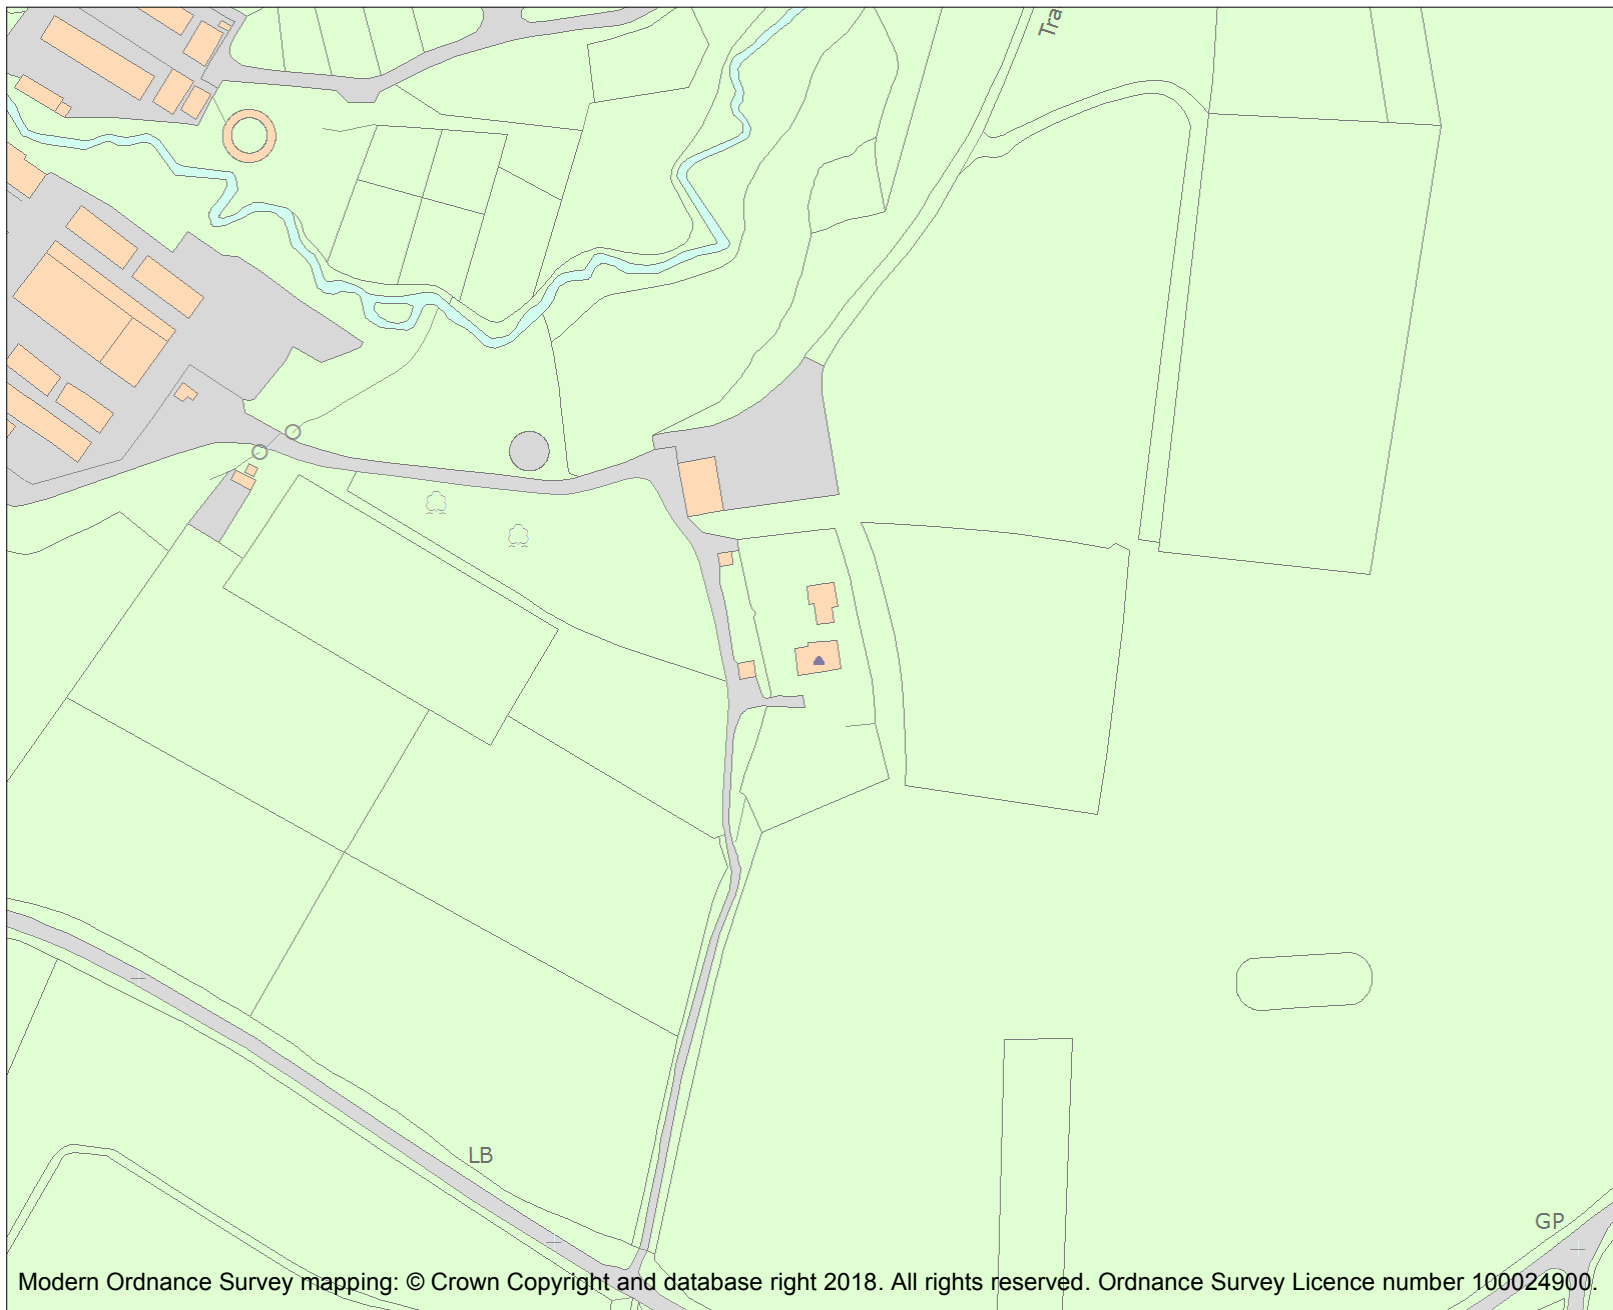 Tra
LB
GP
Modern Ordnance Survey mapping: © Crown Copyright and database right 2018. All rights reserved. Ordnance Survey Licence number 100024900.